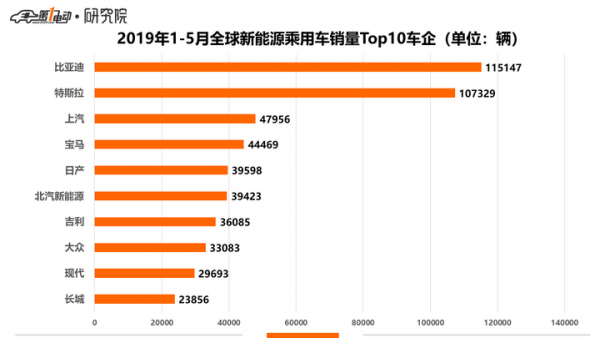 第1电动·研究院
2019年1-5月全球新能源乘用车销量Top10车企（单位：辆）
比亚迪 115147
特斯拉 107329
上汽 47956
宝马 44469
日产 39598
北汽新能源 39423
吉利 36085
大众 33083
现代 29693
长城 23856
0 20000 40000 60000 80000 100000 120000 140000